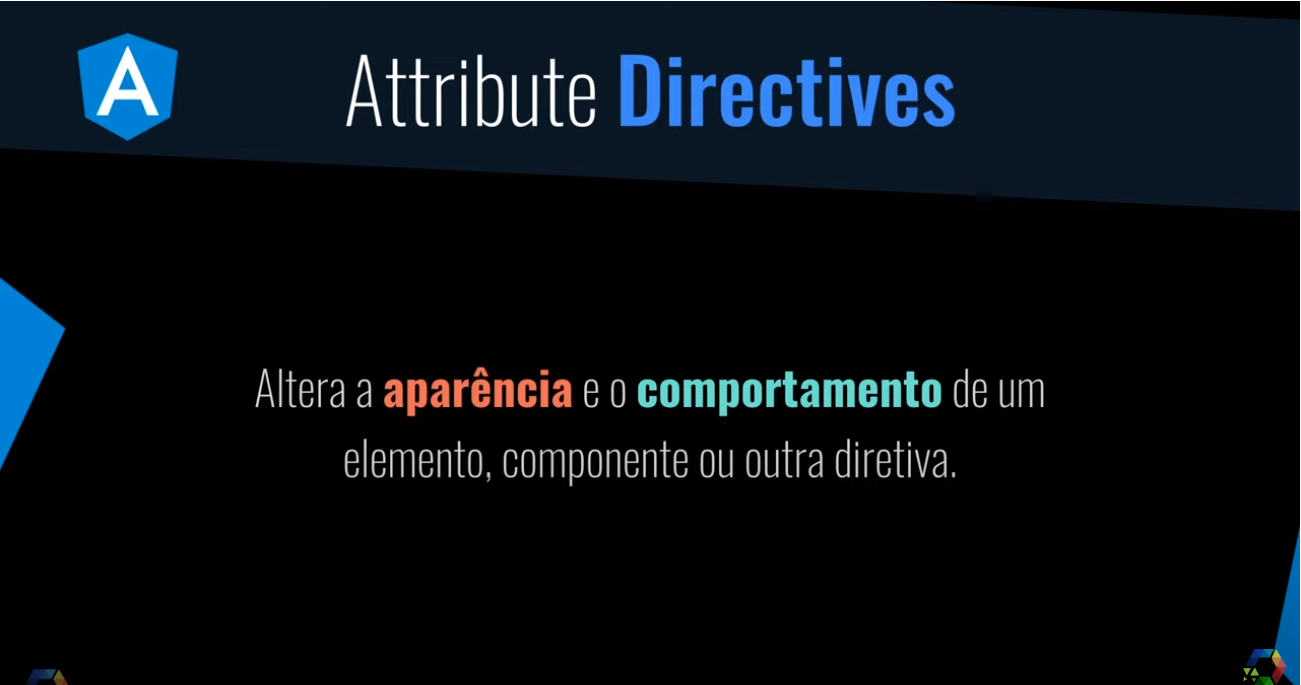 A
Attribute Directives
Altera a aparência e o comportamento de um
elemento, componente ou outra diretiva.